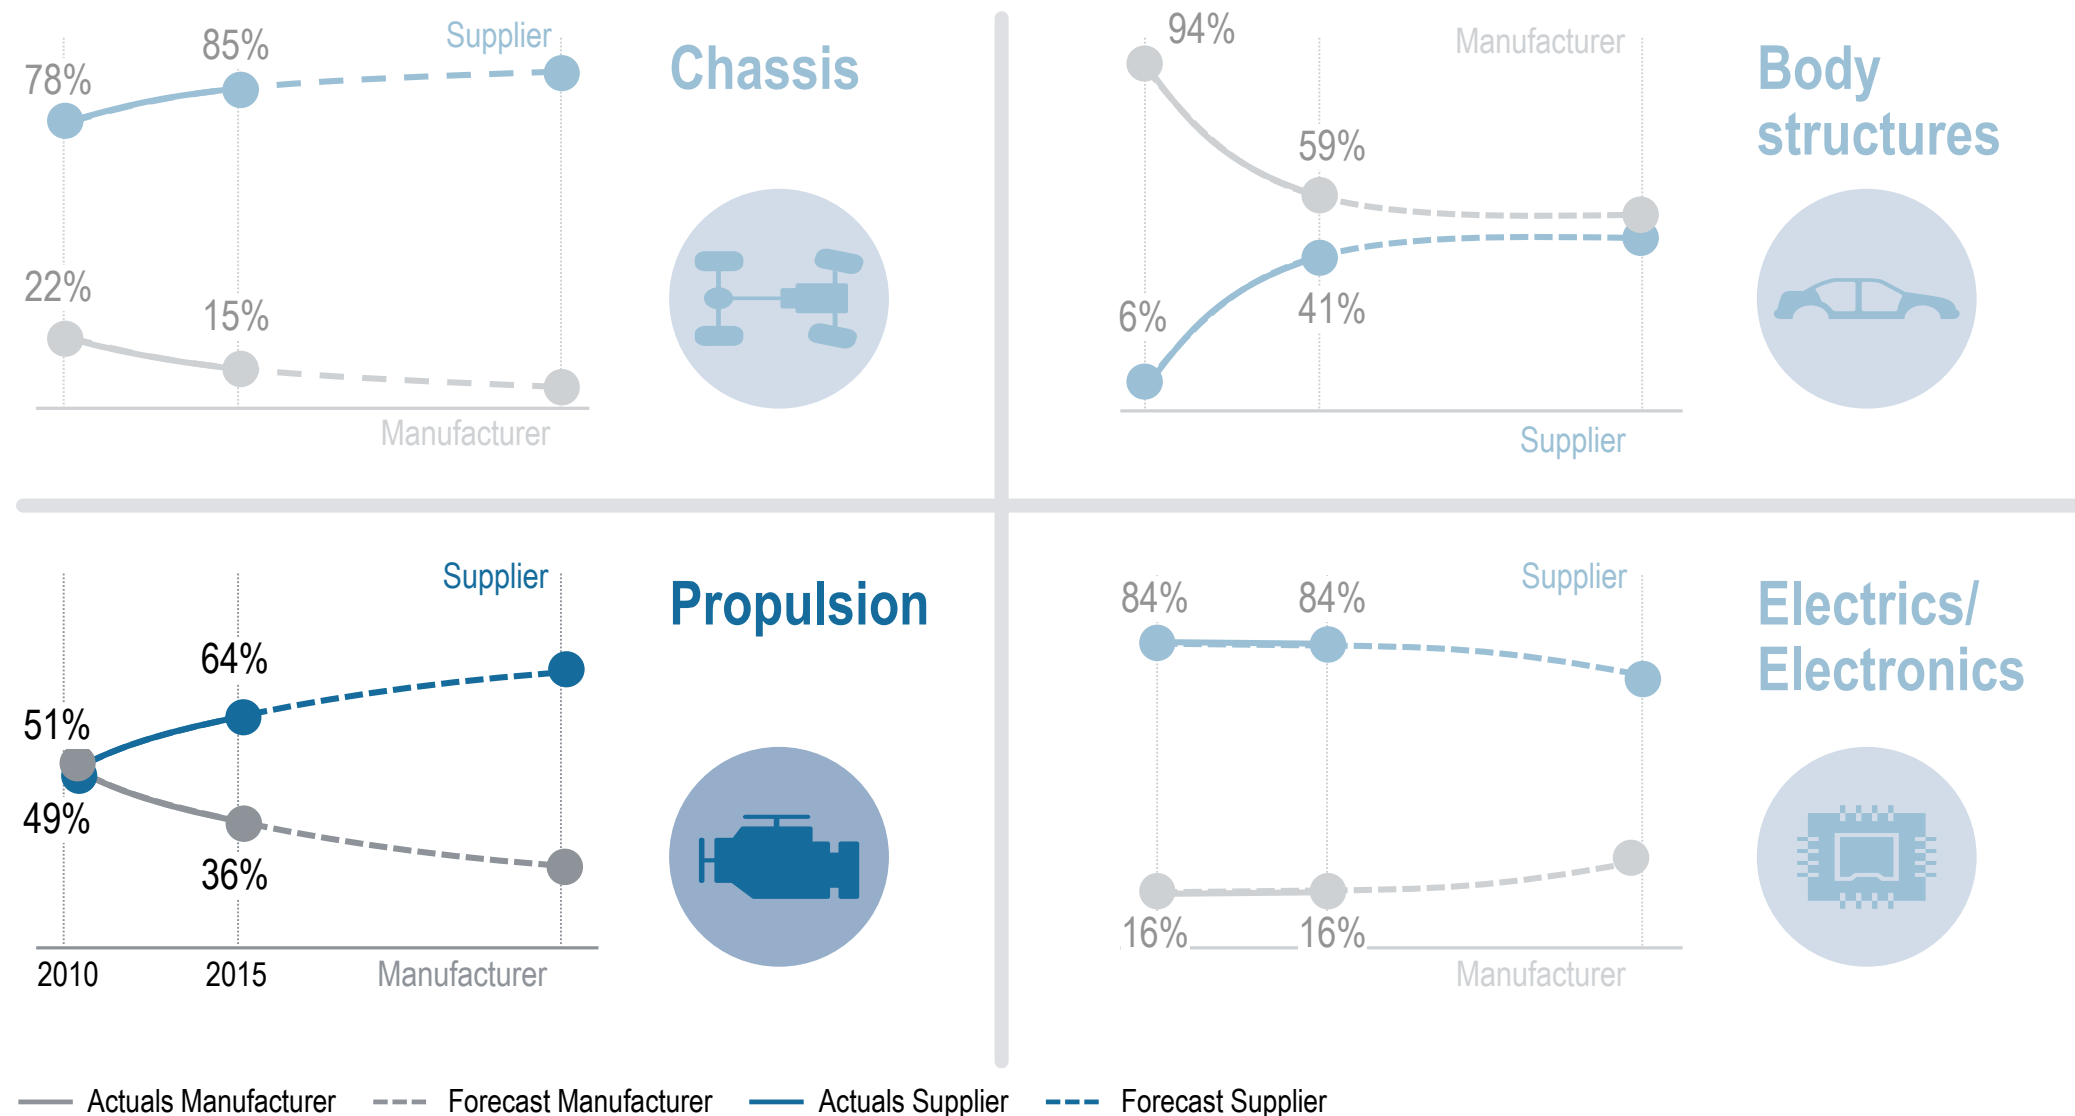 78%
85%
Supplier
Chassis
22%
15%
Manufacturer
94%
Manufacturer
Body
structures
59%
6%
41%
Supplier
Supplier
Propulsion
64%
51%
49%
36%
2010
2015
Manufacturer
84%
84%
Supplier
Electrics/
Electronics
16%
16%
Manufacturer
Actuals Manufacturer
Forecast Manufacturer
Actuals Supplier
Forecast Supplier